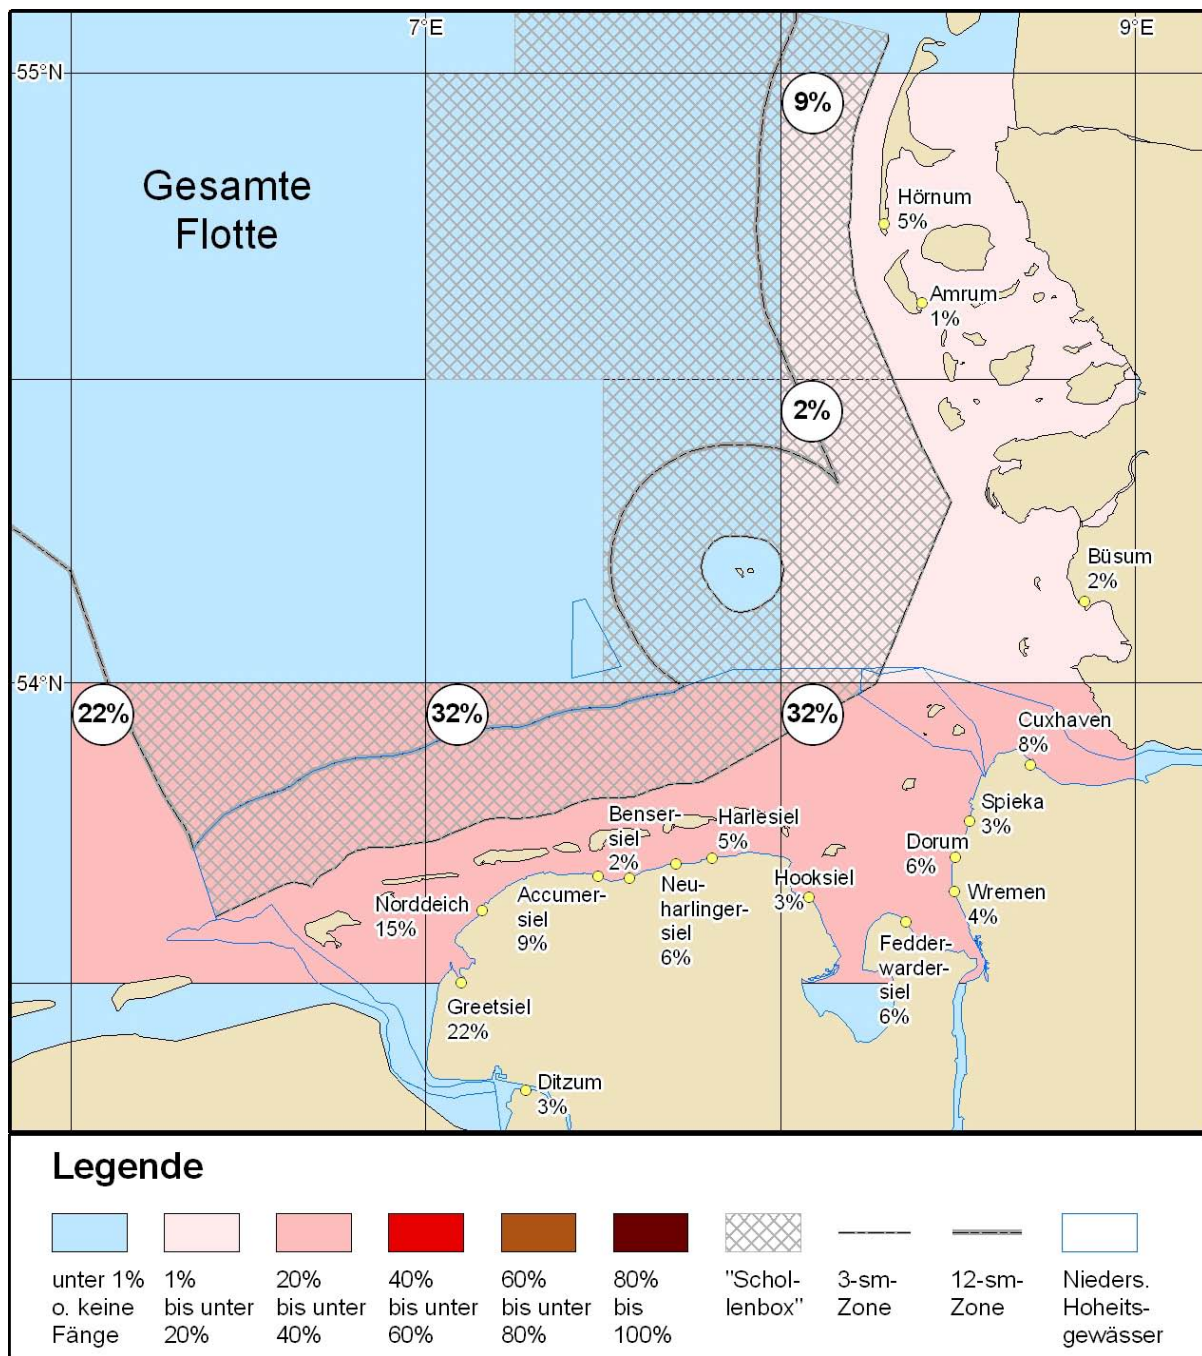 7°E
9°E
55°N
9%
Gesamte
Flotte
Hörnum
5%
Amrum
1%
2%
Büsum
2%
54°N
22%
32%
32%
Cuxhaven
8%
Spieka
3%
Benser-
siel
2%
Harlesiel
5%
Dorum
6%
Norddeich
15%
Accumer-
siel
9%
Neu-
harlinger-
siel
6%
Hooksiel
3%
Wremen
4%
Fedder-
warder-
siel
6%
Greetsiel
22%
Ditzum
3%
Legende
unter 1%
o. keine
Fänge
1%
bis unter
20%
20%
bis unter
40%
40%
bis unter
60%
60%
bis unter
80%
80%
bis
100%
"Schol-
lenbox"
3-sm-
Zone
12-sm-
Zone
Nieders.
Hoheits-
gewässer